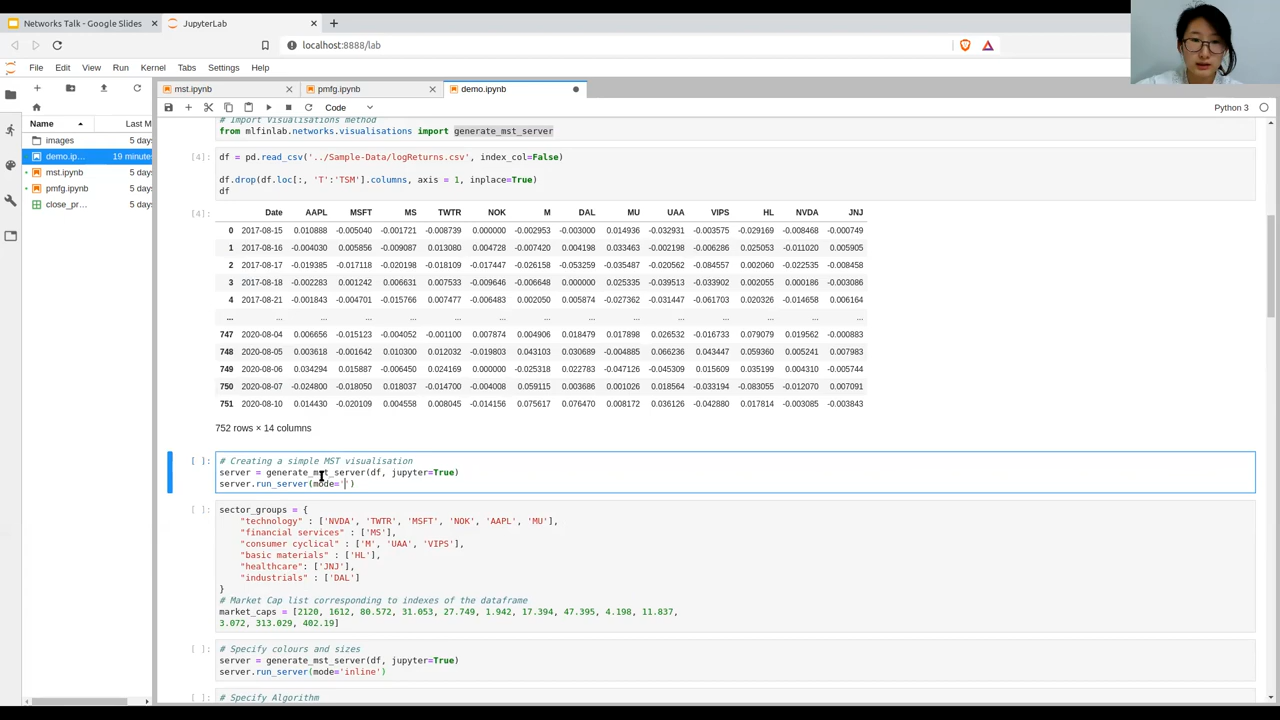 Networks Talk - Google Slides
JupyterLab
localhost:8888/lab
File Edit View Run Kernel Tabs Settings Help
mst.ipynb
pmfg.ipynb
demo.ipynb
Code
Python 3
Name
Last M
images
5 days
demo.ip...
19 minute
mst.ipynb
5 days
pmfg.ipynb
5 days
close_pr...
5 days
# Import Visualisations method
from mlfinlab.networks.visualisations import generate_mst_server
[4]:
df = pd.read_csv('../Sample-Data/logReturns.csv', index_col=False)
df.drop(df.loc[:, 'T':'TSM'].columns, axis = 1, inplace=True)
df
[4]:
Date AAPL MSFT MS TWTR NOK M DAL MU UAA VIPS HL NVDA JNJ
0 2017-08-15 0.010888 -0.005040 -0.001721 -0.008739 0.000000 -0.002953 -0.003000 0.014936 -0.032931 -0.003575 -0.029169 -0.008468 -0.000749
1 2017-08-16 -0.004030 0.005856 -0.009087 0.013080 0.004728 -0.007420 0.004198 0.033463 -0.002198 -0.006286 0.025053 -0.011020 0.005905
2 2017-08-17 -0.019385 -0.017118 -0.020198 -0.018109 -0.017447 -0.026158 -0.053259 -0.035487 -0.020562 -0.084557 0.002060 -0.022535 -0.008458
3 2017-08-18 -0.002283 0.001242 0.006631 0.007533 -0.009646 -0.006648 0.000000 0.025335 -0.039513 -0.033902 0.002055 0.000186 -0.003086
4 2017-08-21 -0.001843 -0.004701 -0.015766 0.007477 -0.006483 0.002050 0.005874 -0.027362 -0.031447 -0.061703 0.020326 -0.014658 0.006164
... ... ... ... ... ... ... ... ... ... ... ... ... ... ...
747 2020-08-04 0.006656 -0.015123 -0.004052 -0.001100 0.007874 0.004906 0.018479 0.017898 0.026532 -0.016733 0.079079 0.019562 -0.000883
748 2020-08-05 0.003618 -0.001642 0.010300 0.012032 -0.019803 0.043103 0.030689 -0.004885 0.066236 0.043447 0.059360 0.005241 0.007983
749 2020-08-06 0.034294 0.015887 -0.006450 0.024169 0.000000 -0.025318 0.022783 -0.047126 -0.045309 0.015609 0.035199 0.004310 -0.005744
750 2020-08-07 -0.024800 -0.018050 0.018037 -0.014700 -0.004008 0.059115 0.003686 0.001026 0.018564 -0.033194 -0.083055 -0.012070 0.007091
751 2020-08-10 0.014430 -0.020109 0.004558 0.008045 -0.014156 0.075617 0.076470 0.008172 0.036126 -0.042880 0.017814 -0.003085 -0.003843
752 rows × 14 columns
[ ]:
# Creating a simple MST visualisation
server = generate_mst_server(df, jupyter=True)
server.run_server(mode='')
[ ]:
sector_groups = {
"technology" : ['NVDA', 'TWTR', 'MSFT', 'NOK', 'AAPL', 'MU'],
"financial services" : ['MS'],
"consumer cyclical" : ['M', 'UAA', 'VIPS'],
"basic materials" : ['HL'],
"healthcare": ['JNJ'],
"industrials" : ['DAL']
}
# Market Cap list corresponding to indexes of the dataframe
market_caps = [2120, 1612, 80.572, 31.053, 27.749, 1.942, 17.394, 47.395, 4.198, 11.837,
3.072, 313.029, 402.19]
[ ]:
# Specify colours and sizes
server = generate_mst_server(df, jupyter=True)
server.run_server(mode='inline')
[ ]:
# Specify Algorithm